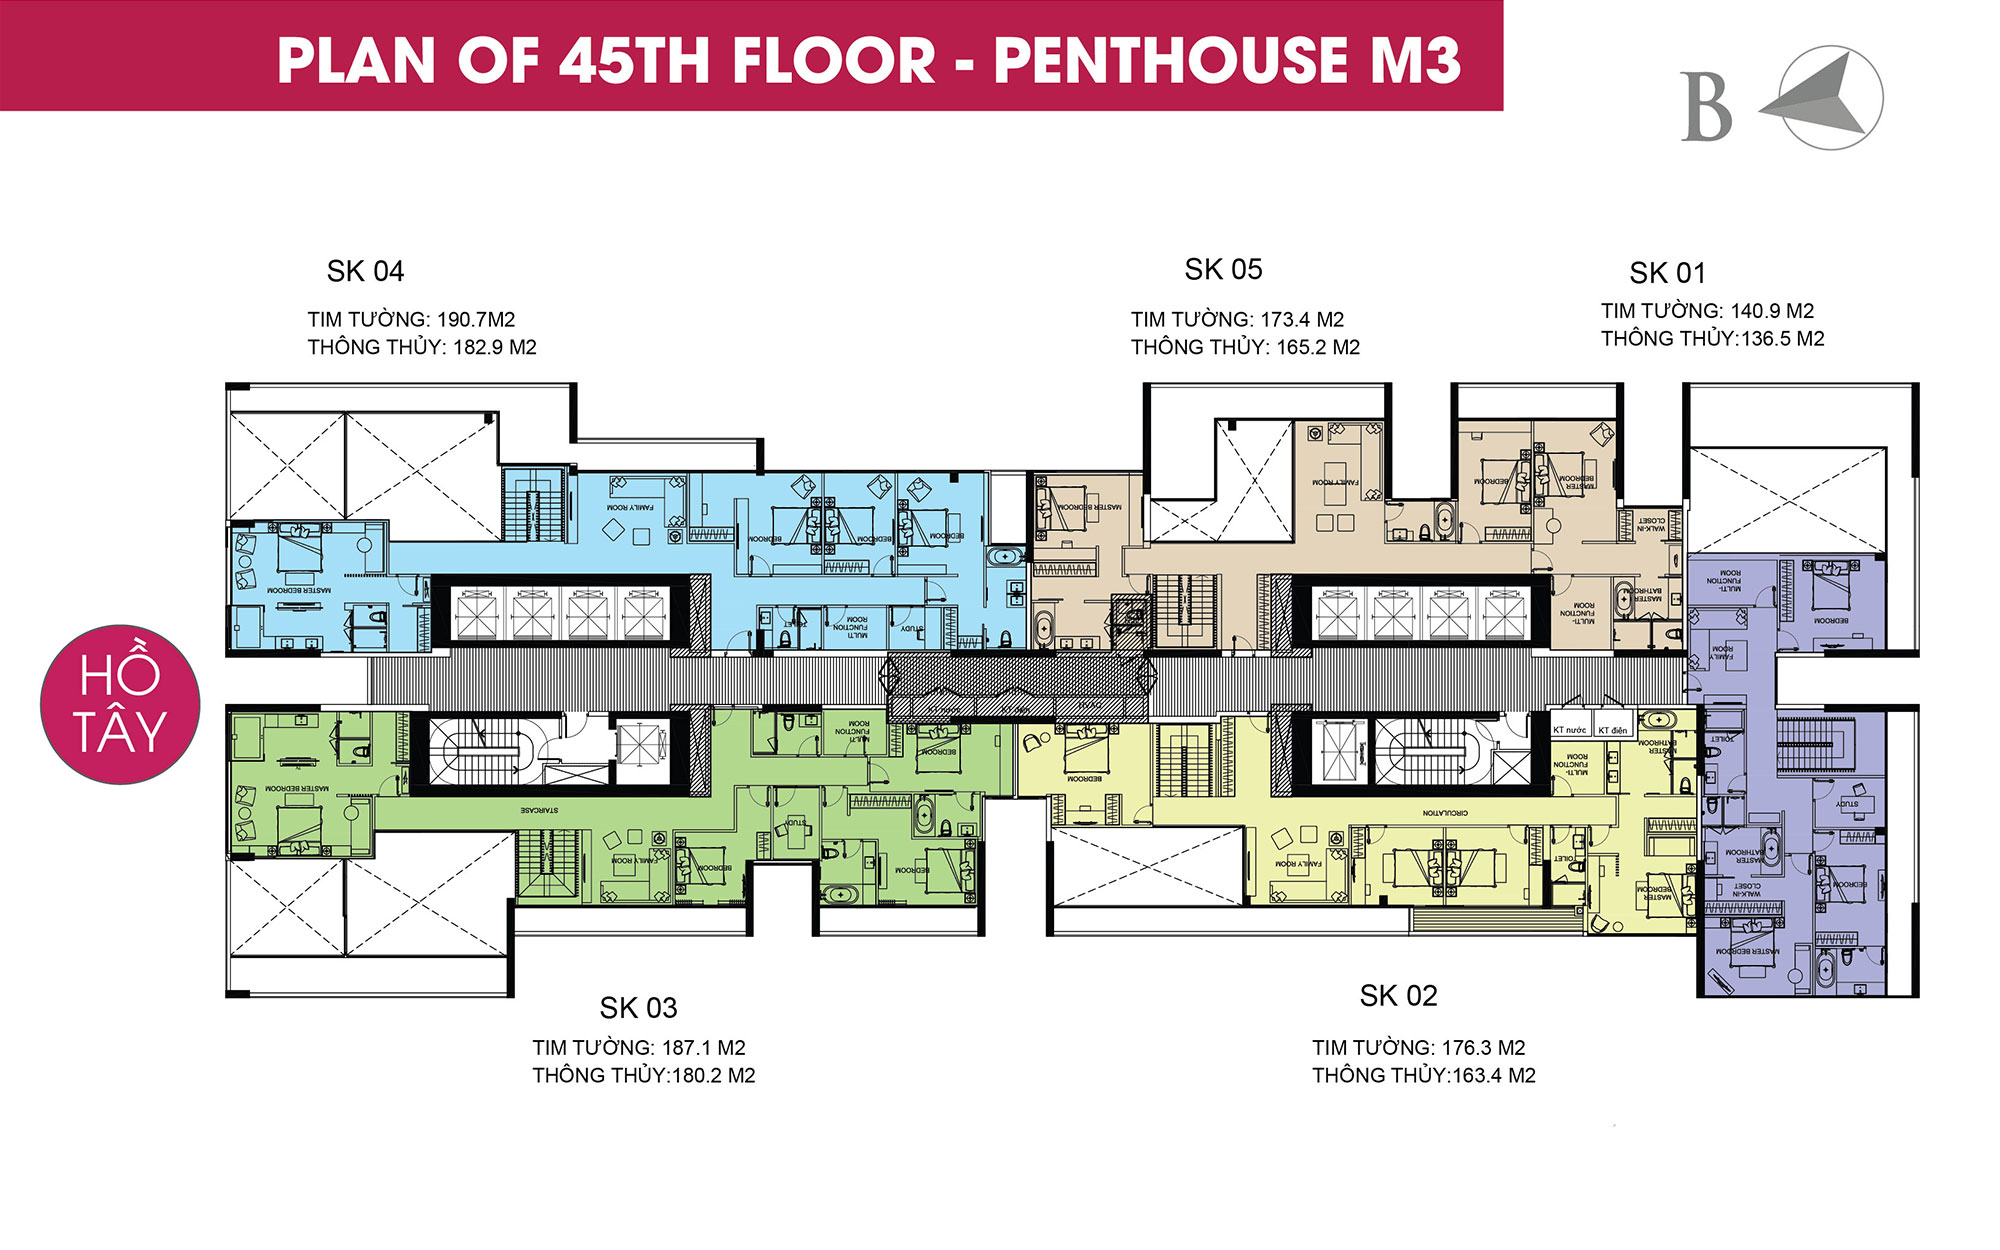 PLAN OF 45TH FLOOR - PENTHOUSE M3
B
SK 04
TIM TƯỜNG: 190.7M2
THÔNG THỦY: 182.9 M2
SK 05
TIM TƯỜNG: 173.4 M2
THÔNG THỦY: 165.2 M2
SK 01
TIM TƯỜNG: 140.9 M2
THÔNG THỦY:136.5 M2
FAMILY ROOM
BEDROOM
BEDROOM
BEDROOM
MASTER BEDROOM
TOILET
MULTI
FUNCTION
ROOM
STUDY
MASTER BEDROOM
FAMILY ROOM
BEDROOM
MASTER
BEDROOM
WALK-IN
CLOSET
MASTER
BATHROOM
MULTI-
FUNCTION
ROOM
MULTI-
FUNCTION
ROOM
BEDROOM
FAMILY
ROOM
HỒ
TÂY
KT nước
KT điện
HVAC
KT nước
KT điện
MASTER BEDROOM
STAIRCASE
MULTI
FUNCTION
ROOM
BEDROOM
STUDY
FAMILY ROOM
BEDROOM
BEDROOM
BEDROOM
CIRCULATION
FAMILY ROOM
MULTI-
FUNCTION
ROOM
MASTER
BATHROOM
TOILET
MASTER
BEDROOM
TOILET
STUDY
MASTER
BATHROOM
WALK-IN
CLOSET
BEDROOM
MASTER BEDROOM
SK 03
TIM TƯỜNG: 187.1 M2
THÔNG THỦY:180.2 M2
SK 02
TIM TƯỜNG: 176.3 M2
THÔNG THỦY:163.4 M2